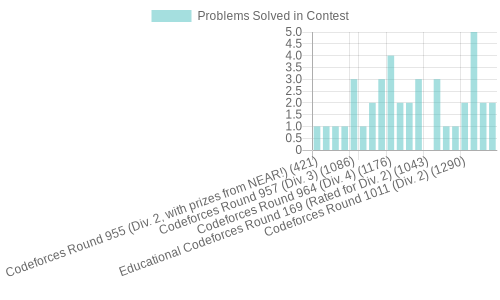 Problems Solved in Contest
5.0
4.5
4.0
3.5
3.0
2.5
2.0
1.5
1.0
0.5
0
Codeforces Round 955 (Div. 2, with prizes from NEAR!) (421)
Codeforces Round 957 (Div. 3) (1086)
Codeforces Round 964 (Div. 4) (1176)
Educational Codeforces Round 169 (Rated for Div. 2) (1043)
Codeforces Round 1011 (Div. 2) (1290)